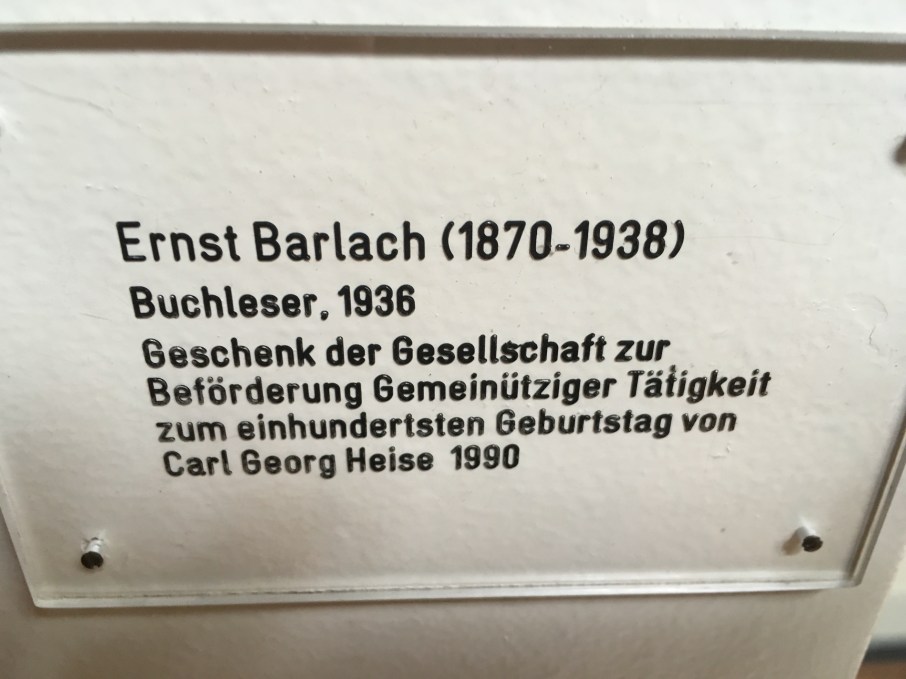 Ernst Barlach (1870-1938)
Buchleser, 1936
Geschenk der Gesellschaft zur
Beförderung Gemeinütziger Tätigkeit
zum einhundertsten Geburtstag von
Carl Georg Heise 1990